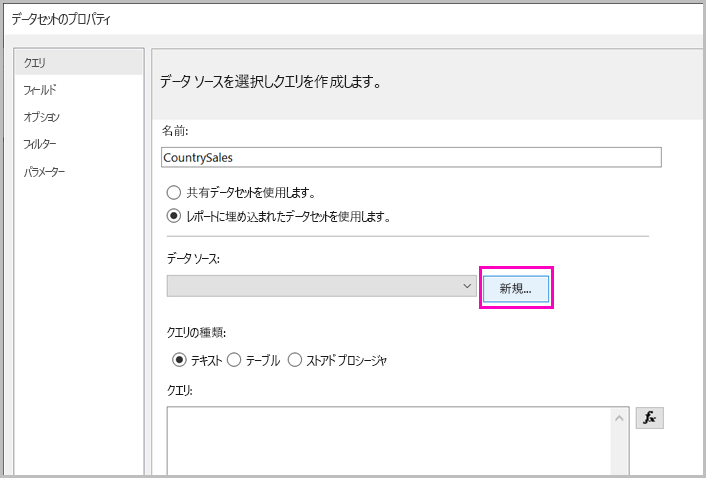 データセットのプロパティ
クエリ
フィールド
オプション
フィルター
パラメーター
データ ソースを選択しクエリを作成します。
名前:
CountrySales
共有データセットを使用します。
レポートに埋め込まれたデータセットを使用します。
データ ソース:
新規...
クエリの種類:
テキスト テーブル ストアド プロシージャ
クエリ:
fx